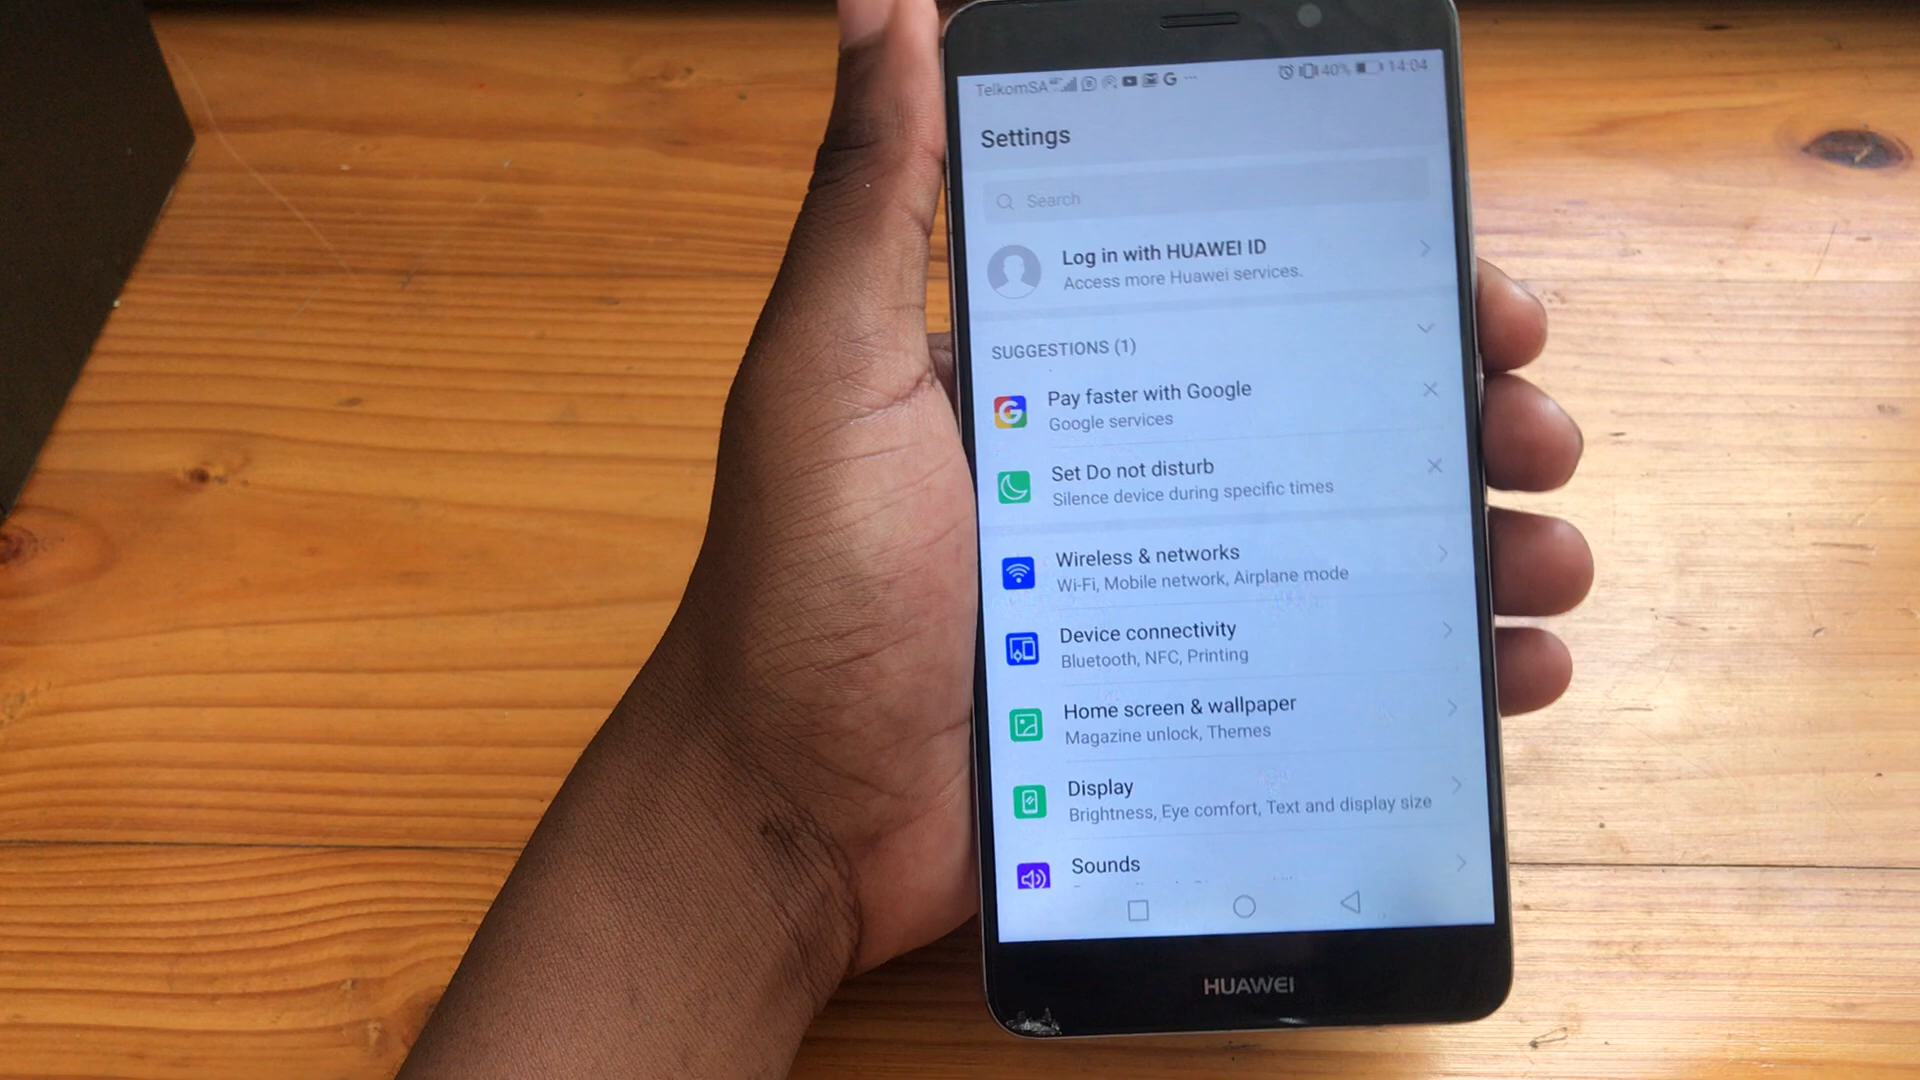 TelkomSA 40% 14:04
Settings
Search
Log in with HUAWEI ID
Access more Huawei services.
SUGGESTIONS (1)
Pay faster with Google
Google services
Set Do not disturb
Silence device during specific times
Wireless & networks
Wi-Fi, Mobile network, Airplane mode
Device connectivity
Bluetooth, NFC, Printing
Home screen & wallpaper
Magazine unlock, Themes
Display
Brightness, Eye comfort, Text and display size
Sounds
HUAWEI